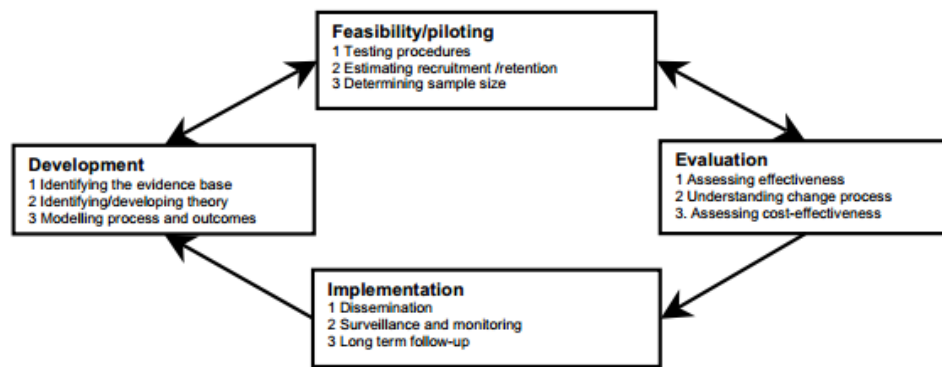 Feasibility/piloting
1 Testing procedures
2 Estimating recruitment /retention
3 Determining sample size
Development
1 Identifying the evidence base
2 Identifying/developing theory
3 Modelling process and outcomes
Evaluation
1 Assessing effectiveness
2 Understanding change process
3. Assessing cost-effectiveness
Implementation
1 Dissemination
2 Surveillance and monitoring
3 Long term follow-up